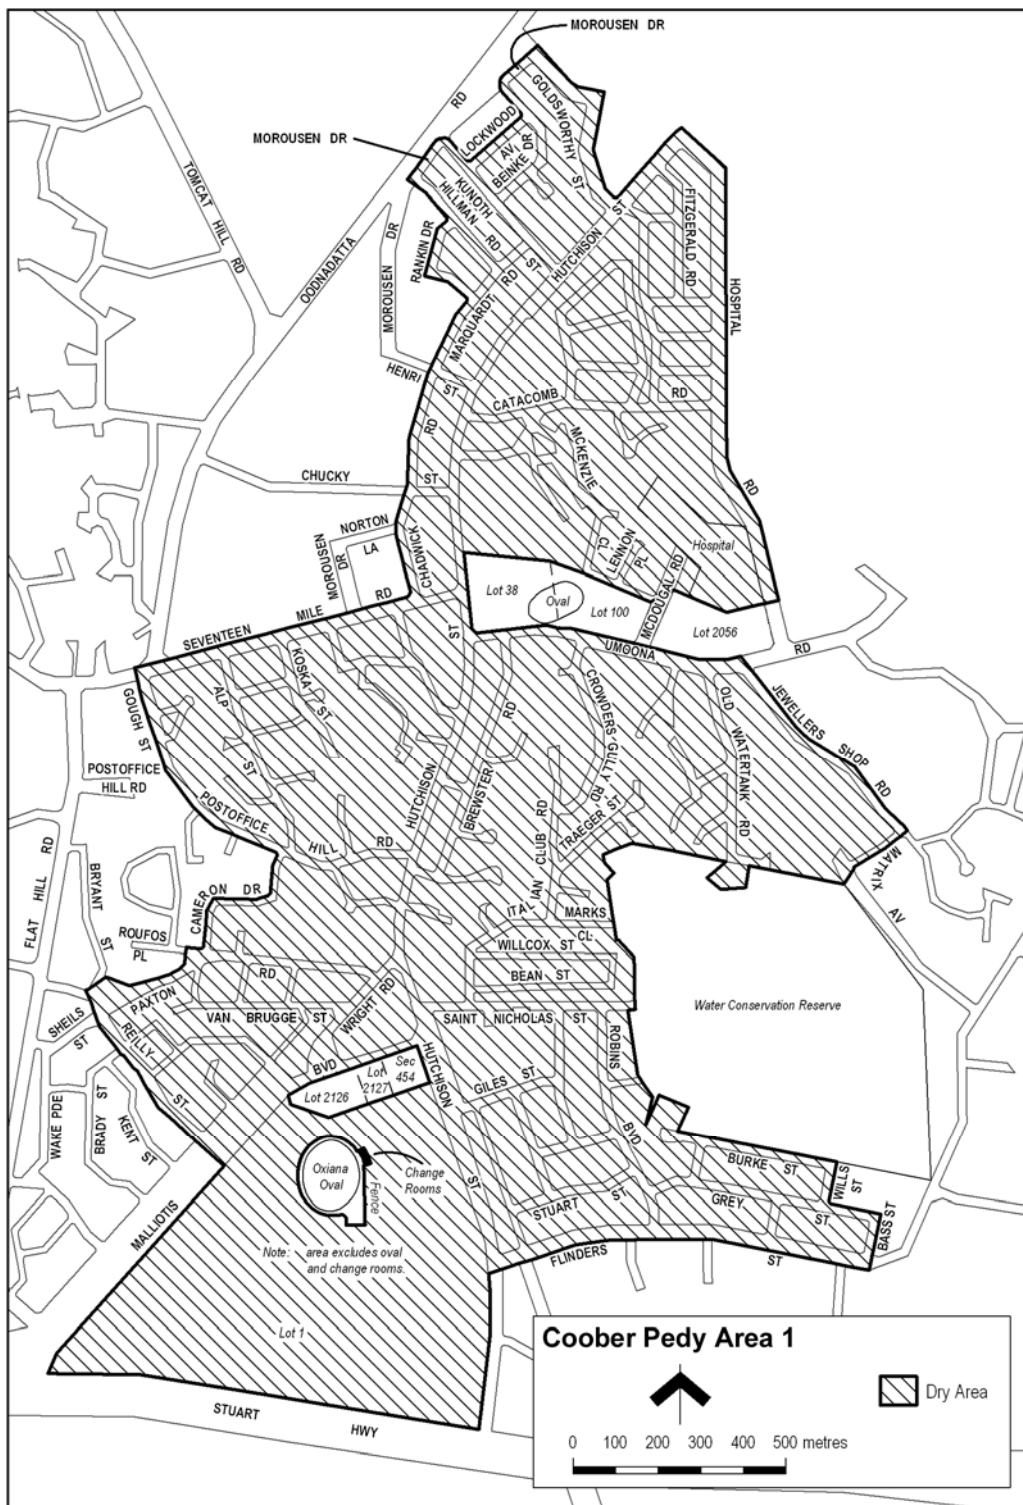 MOROUSEN DR
GOLDSWORTHY ST
LOCKWOOD
RD
MOROUSEN DR
AV
BEINKE DR
KUNOTH ST
HILLMAN RD
FITZGERALD RD
TOMCAT HILL RD
HUTCHISON ST
RANKIN DR
MOROUSEN DR
OODNADATTA
MARQUARDT RD
HOSPITAL RD
HENRI ST
CATACOMB RD
RD
MCKENZIE CL
CHUCKY ST
NORTON LA
MOROUSEN DR
CHADWICK
LENNON PL
Hospital
Lot 38
Oval
Lot 100
MCDOUGAL RD
Lot 2056
SEVENTEEN MILE RD
ST
UMOONA RD
KOSKA ST
GOUGH ST
ALP ST
CROWDERS GULLY RD
OLD WATERTANK RD
JEWELLERS SHOP RD
POSTOFFICE
HILL RD
POSTOFFICE HILL RD
HUTCHISON
BREWSTER RD
ITALIAN CLUB RD
TRAEGER ST
MATRIX AV
FLAT HILL RD
BRYANT ST
CAMERON DR
ROUFOS
PL
MARKS CL
WILLCOX ST
BEAN ST
Water Conservation Reserve
PAXTON RD
SHEILS ST
REILLY ST
VAN BRUGGE ST
WRIGHT RD
SAINT NICHOLAS ST
ROBINS BVD
BVD
HUTCHISON ST
Sec
454
Lot
2127
Lot 2126
GILES ST
WAKE PDE
BRADY ST
KENT ST
Oxiana
Oval
Change
Rooms
Fence
BURKE ST
WILLS ST
GREY ST
STUART ST
BASS ST
MALLIOTIS
FLINDERS ST
Note: area excludes oval
and change rooms.
Lot 1
STUART HWY
Coober Pedy Area 1
Dry Area
0 100 200 300 400 500 metres